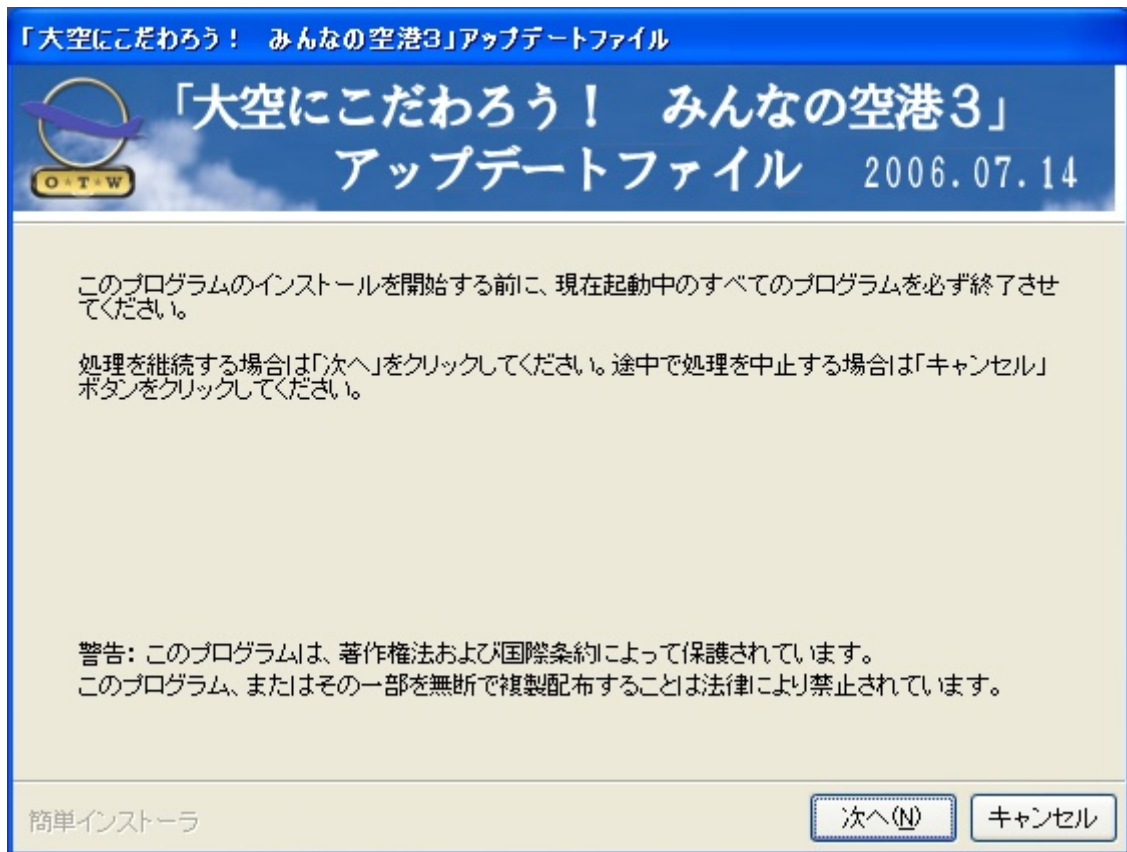 「大空にこだわろう！　みんなの空港3」アップデートファイル
「大空にこだわろう！　みんなの空港３」
アップデートファイル　2006.07.14
O★T★W
このプログラムのインストールを開始する前に、現在起動中のすべてのプログラムを必ず終了させ
てください。
処理を継続する場合は「次へ」をクリックしてください。途中で処理を中止する場合は「キャンセル」
ボタンをクリックしてください。
警告: このプログラムは、著作権法および国際条約によって保護されています。
このプログラム、またはその一部を無断で複製配布することは法律により禁止されています。
簡単インストーラ
次へ(N)
キャンセル